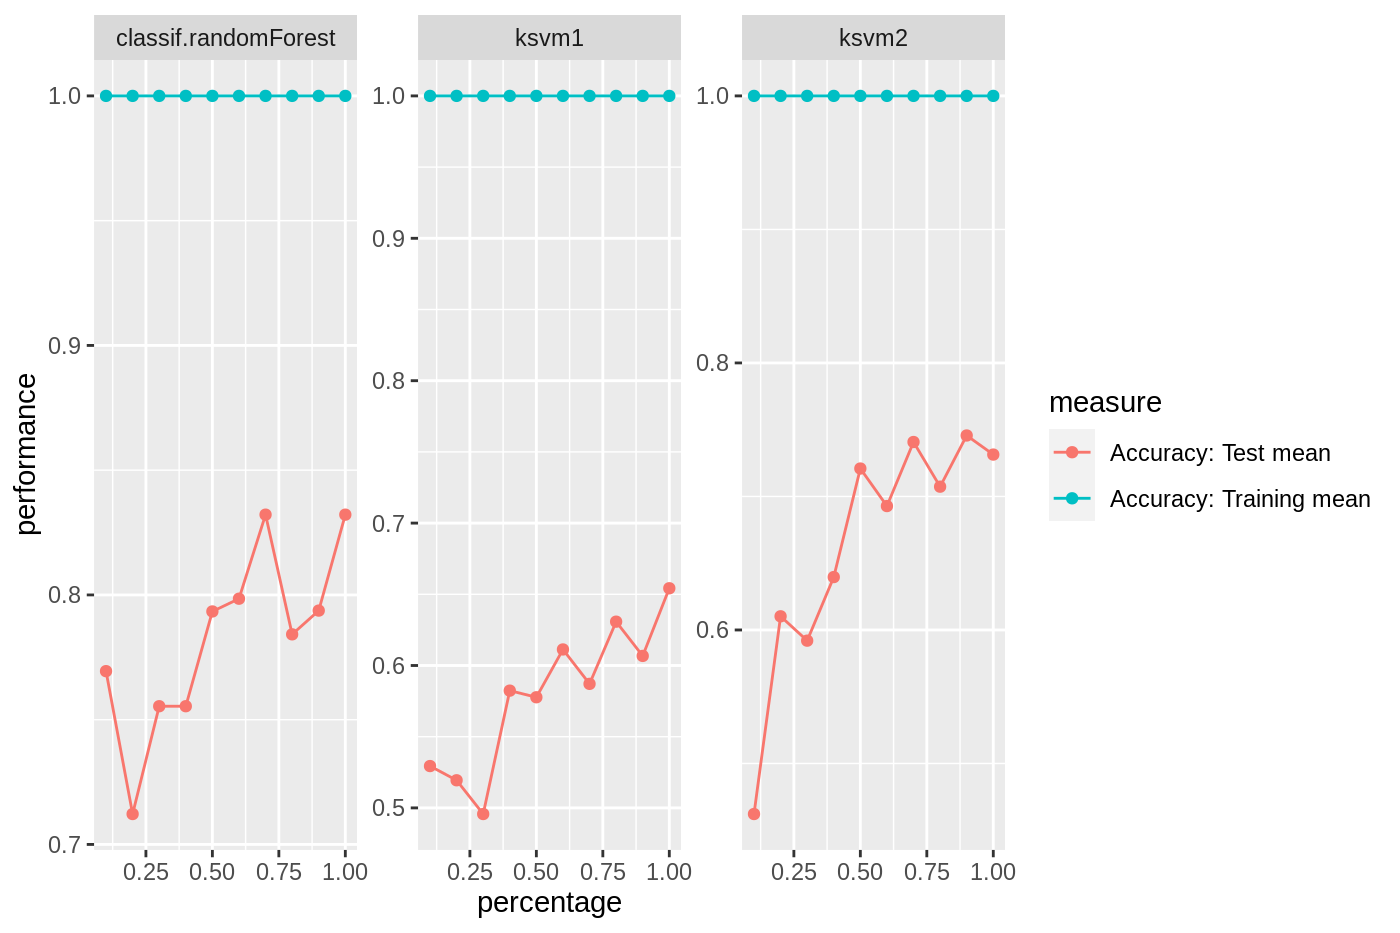 classif.randomForest ksvm1 ksvm2
1.0 1.0 1.0
0.9
0.9
0.8 0.8
0.8
0.7
0.7
0.6 0.6
0.5
performance
0.25 0.50 0.75 1.00 0.25 0.50 0.75 1.00 0.25 0.50 0.75 1.00
percentage
measure
Accuracy: Test mean
Accuracy: Training mean